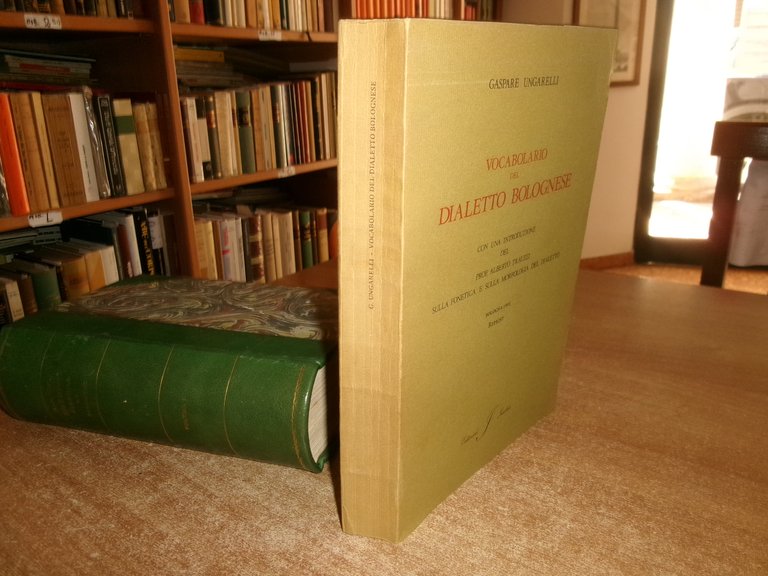 GASPARE UNGARELLI
VOCABOLARIO
DEL
DIALETTO BOLOGNESE
CON UNA INTRODUZIONE
DEL
PROF. ALBERTO TRAUZZI
SULLA FONETICA E SULLA MORFOLOGIA DEL DIALETTO
BOLOGNA
G. UNGARELLI - VOCABOLARIO DEL DIALETTO BOLOGNESE